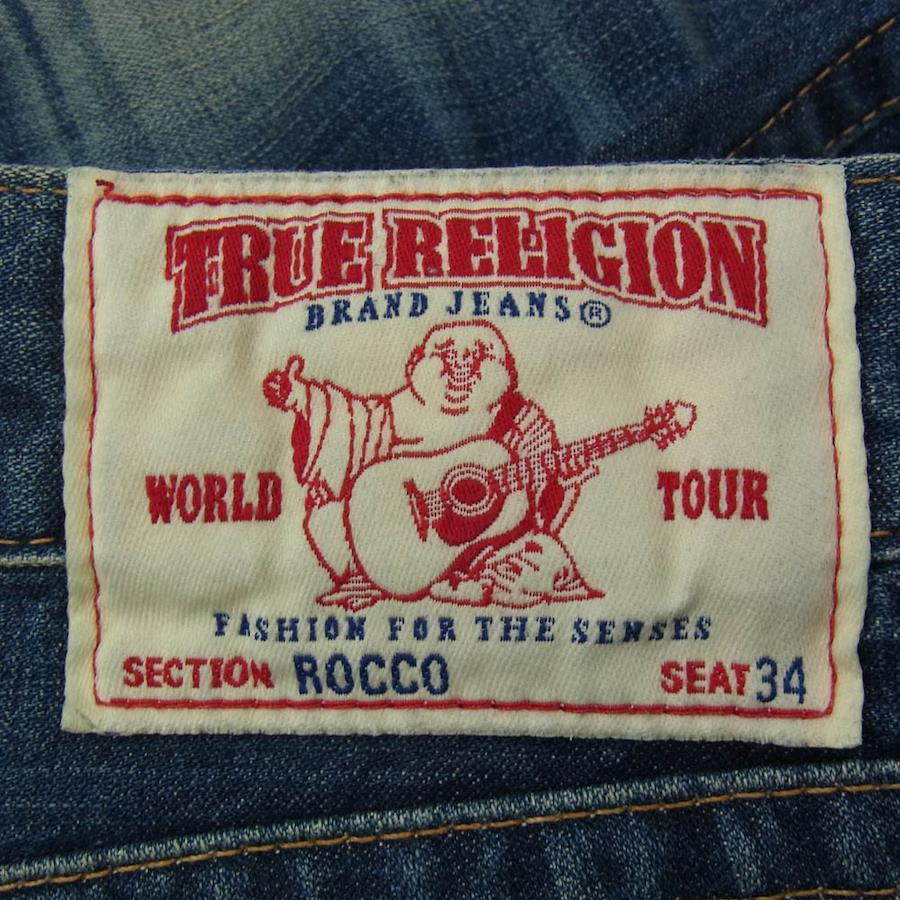 TRUE RELIGION
BRAND JEANS®
WORLD TOUR
FASHION FOR THE SENSES
SECTION ROCCO SEAT 34